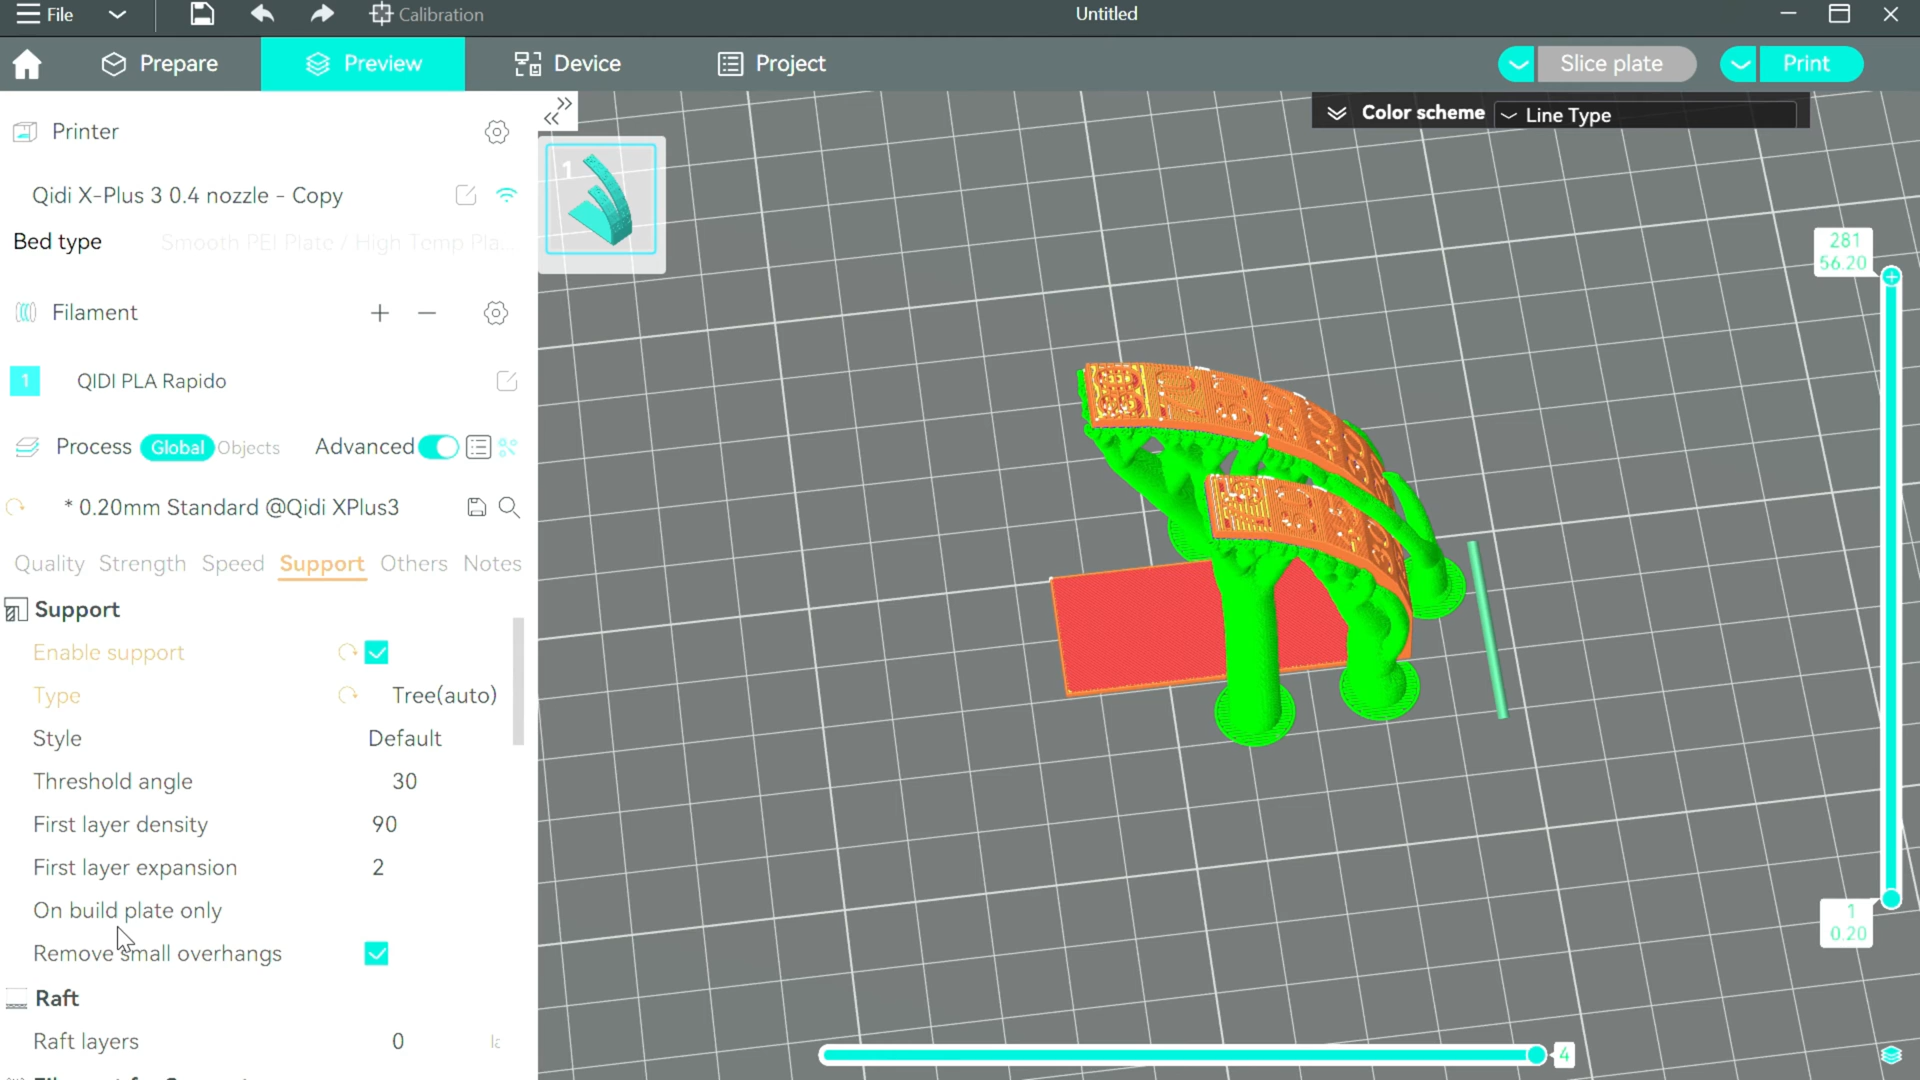 File
Calibration
Untitled
Prepare
Preview
Device
Project
Slice plate
Print
Printer
Color scheme
Line Type
Qidi X-Plus 3 0.4 nozzle - Copy
Bed type
Smooth PEI Plate / High Temp Pla...
1
281
56.20
Filament
1
QIDI PLA Rapido
Process
Global
Objects
Advanced
* 0.20mm Standard @Qidi XPlus3
Quality
Strength
Speed
Support
Others
Notes
Support
Enable support
Type
Tree(auto)
Style
Default
Threshold angle
30
First layer density
90
First layer expansion
2
On build plate only
Remove small overhangs
1
0.20
Raft
Raft layers
0
4